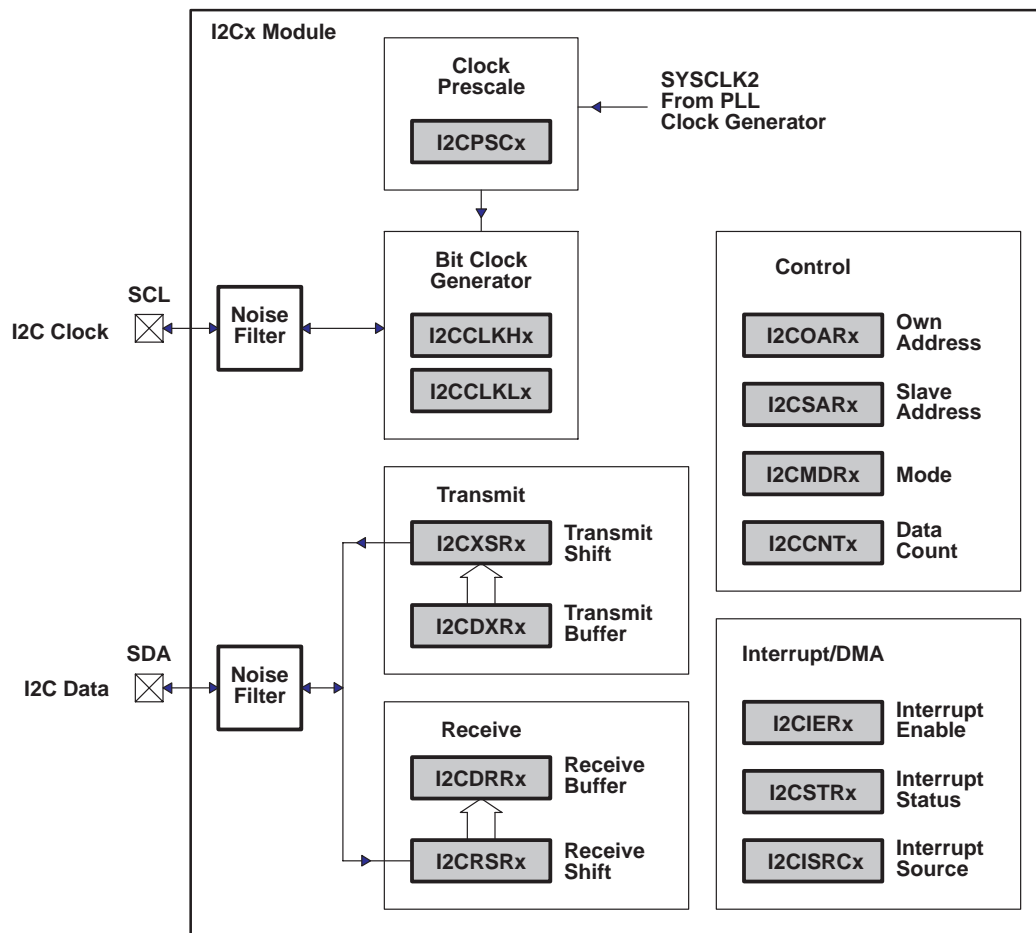 I2Cx Module
Clock
Prescale
I2CPSCx
SYSCLK2
From PLL
Clock Generator
Bit Clock
Generator
I2CCLKHx
I2CCLKLx
SCL
I2C Clock
Noise
Filter
Control
I2COARx
Own
Address
I2CSARx
Slave
Address
I2CMDRx
Mode
I2CCNTx
Data
Count
Transmit
I2CXSRx
Transmit
Shift
I2CDXRx
Transmit
Buffer
SDA
I2C Data
Noise
Filter
Receive
I2CDRRx
Receive
Buffer
I2CRSRx
Receive
Shift
Interrupt/DMA
I2CIERx
Interrupt
Enable
I2CSTRx
Interrupt
Status
I2CISRCx
Interrupt
Source